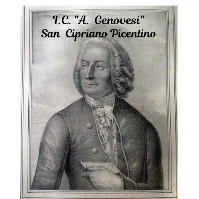 I.C. "A. Genovesi"
San Cipriano Picentino